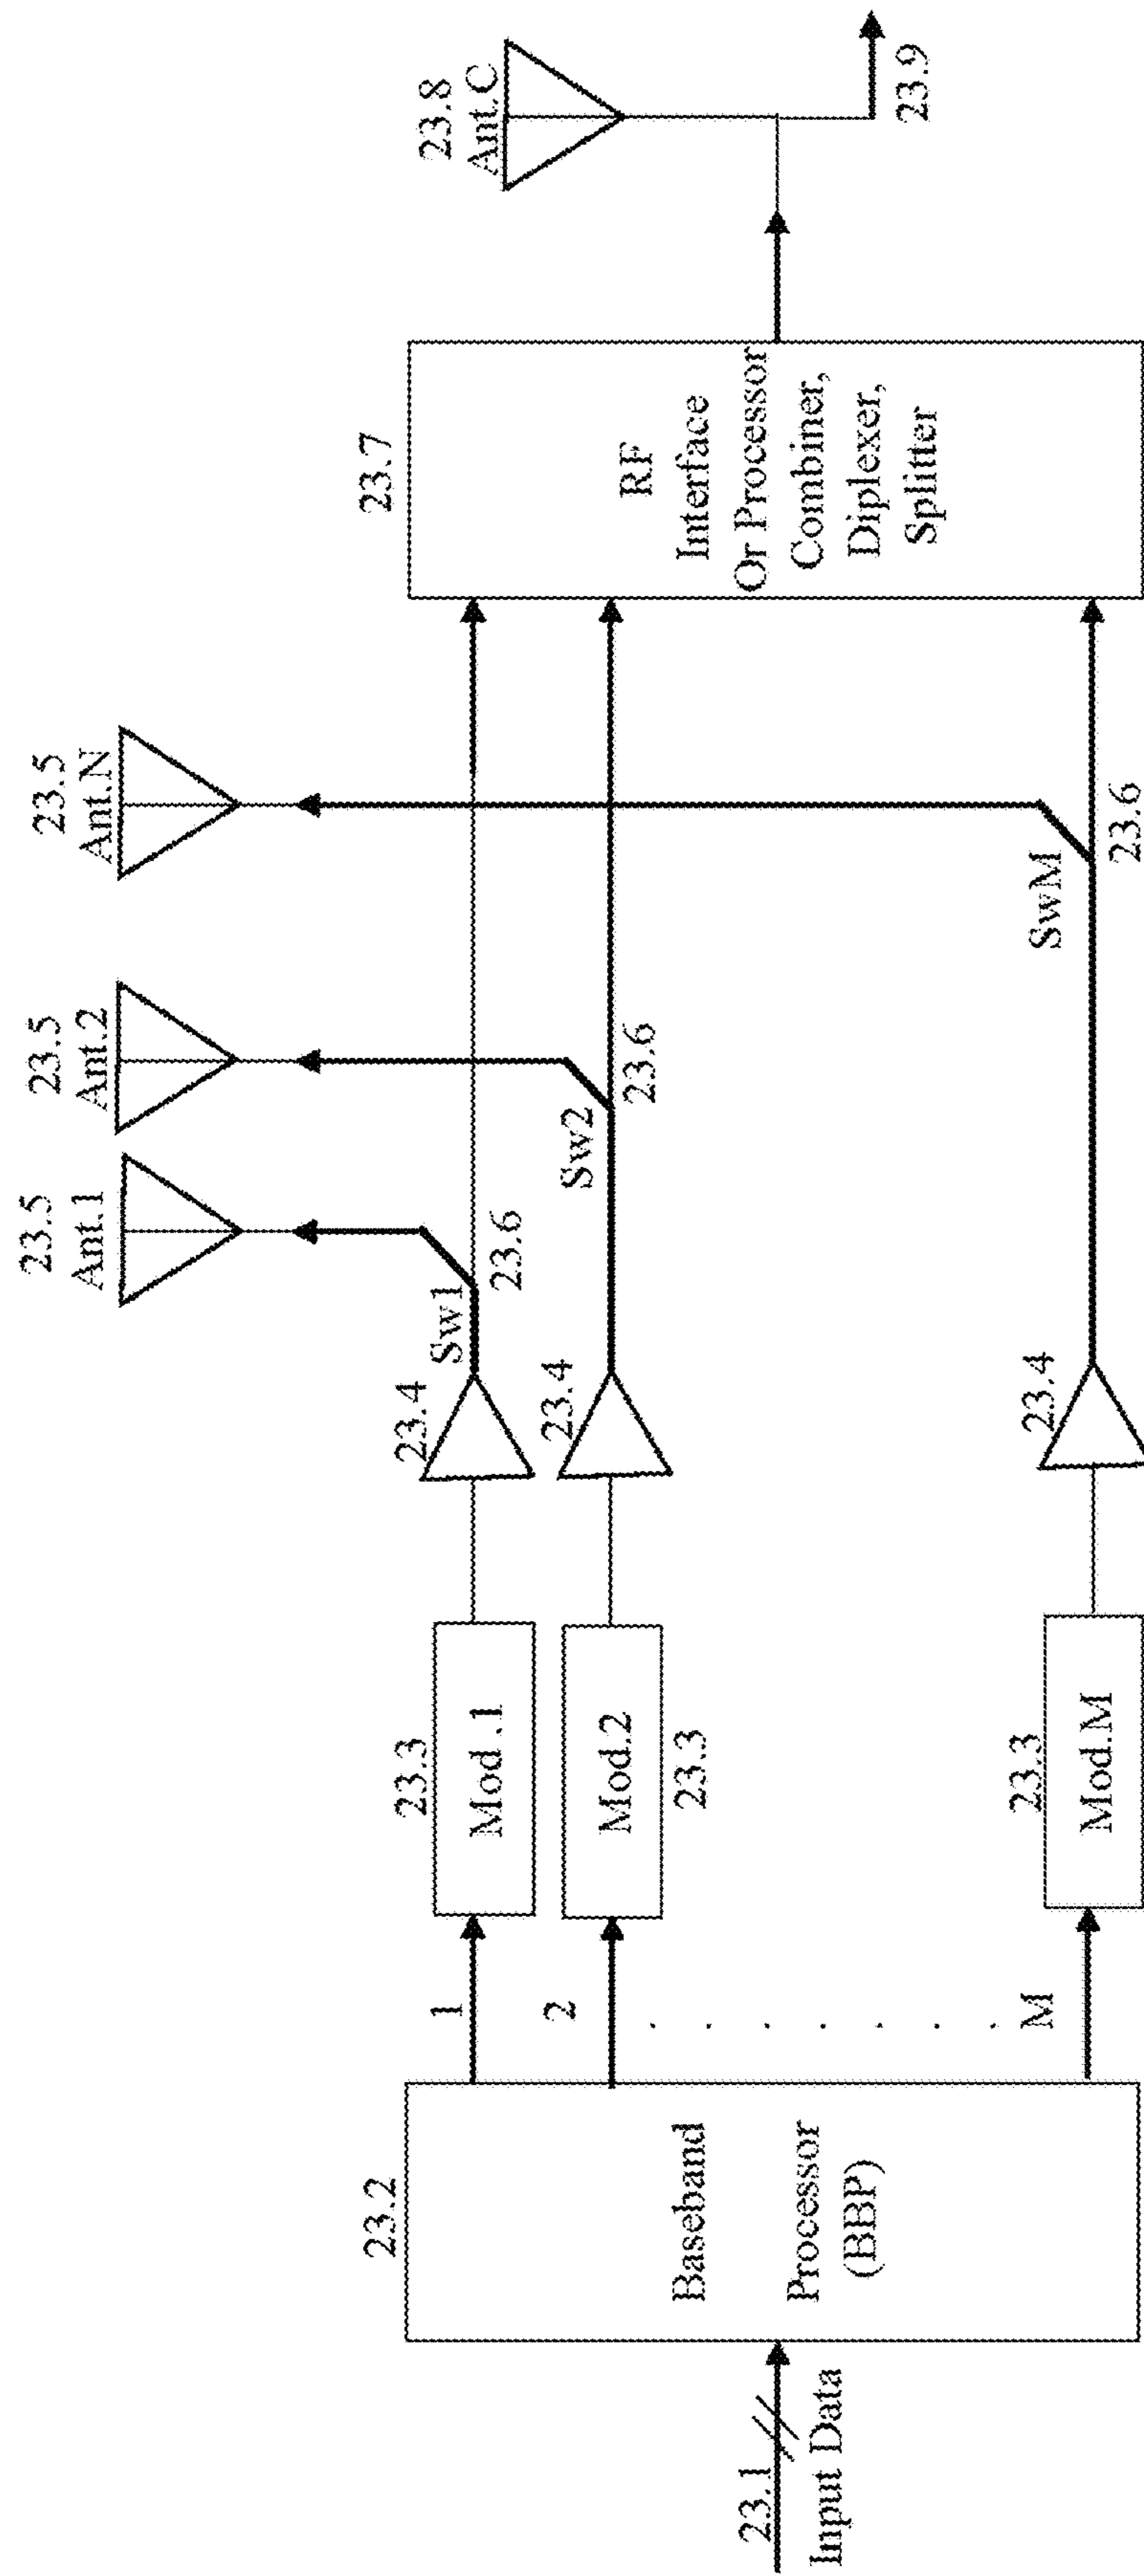 23.1
Input Data
23.2
Baseband
Processor
(BBP)
1
2
. . . . . . .
M
23.3
Mod .1
Mod.2
23.3
23.3
Mod.M
23.4
23.4
23.4
Sw1
23.6
Sw2
23.6
SwM
23.6
23.5
Ant.1
23.5
Ant.2
23.5
Ant.N
23.7
RF
Interface
Or Processor
Combiner,
Diplexer,
Splitter
23.8
Ant.C
23.9